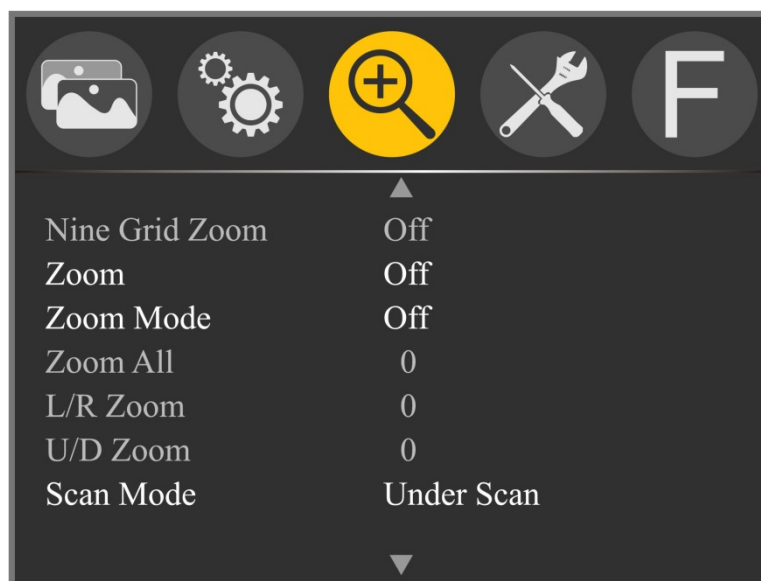 F
Nine Grid Zoom Off
Zoom Off
Zoom Mode Off
Zoom All 0
L/R Zoom 0
U/D Zoom 0
Scan Mode Under Scan